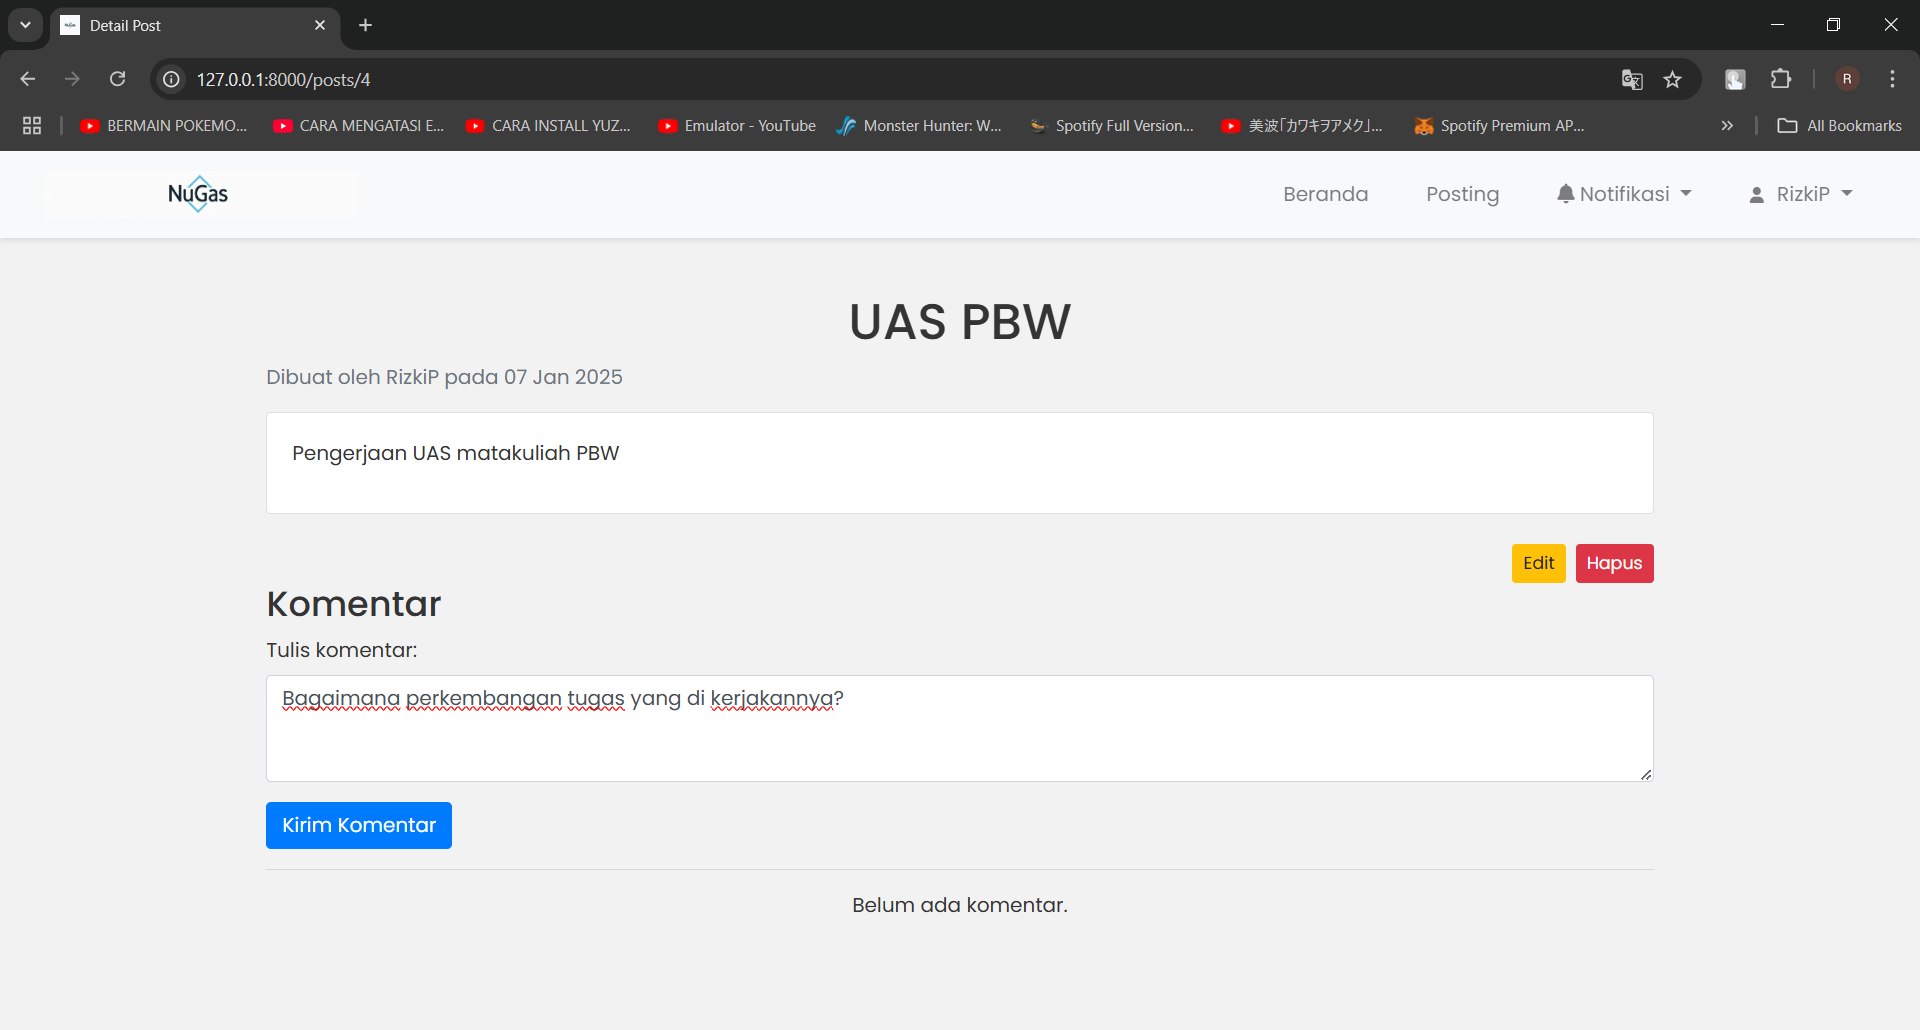 Detail Post
127.0.0.1:8000/posts/4
R
BERMAIN POKEMO... CARA MENGATASI E... CARA INSTALL YUZ... Emulator - YouTube Monster Hunter: W... Spotify Full Version... 美波「カワキヲアメク」... Spotify Premium AP... All Bookmarks
NuGas Beranda Posting Notifikasi RizkiP
UAS PBW
Dibuat oleh RizkiP pada 07 Jan 2025
Pengerjaan UAS matakuliah PBW
Edit Hapus
Komentar
Tulis komentar:
Bagaimana perkembangan tugas yang di kerjakannya?
Kirim Komentar
Belum ada komentar.